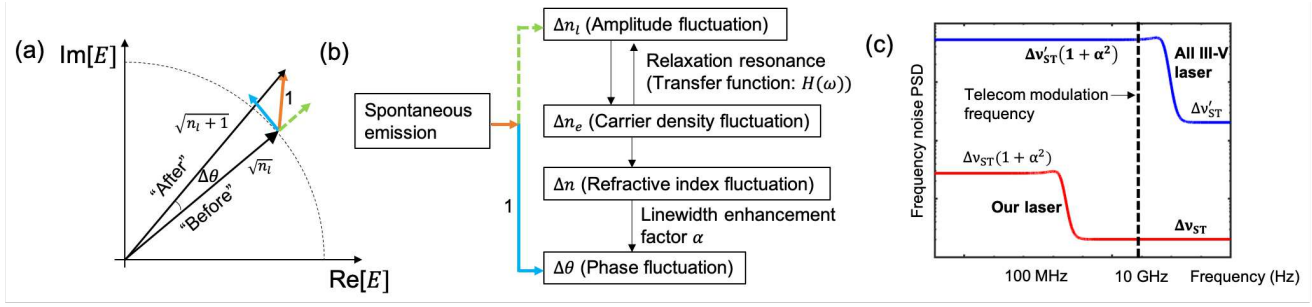 (a)
Im[E]
√(n_l + 1)
1
√n_l
"After"
Δθ
"Before"
Re[E]
(b)
Spontaneous
emission
1
Δn_l (Amplitude fluctuation)
Relaxation resonance
(Transfer function: H(ω))
Δn_e (Carrier density fluctuation)
Δn (Refractive index fluctuation)
Linewidth enhancement
factor α
Δθ (Phase fluctuation)
(c)
Frequency noise PSD
Δν′_ST(1 + α²)
All III-V
laser
Telecom modulation
frequency
Δν′_ST
Δν_ST(1 + α²)
Our laser
Δν_ST
100 MHz
10 GHz
Frequency (Hz)